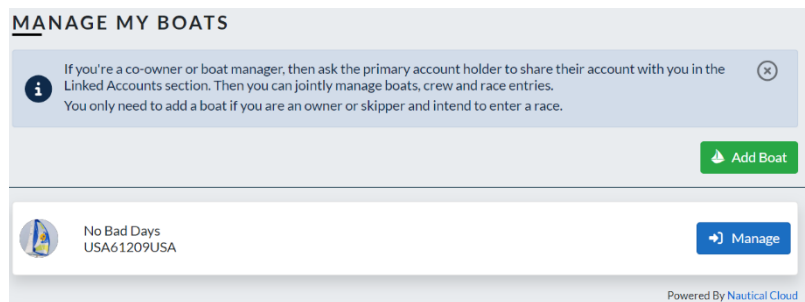 MANAGE MY BOATS
If you're a co-owner or boat manager, then ask the primary account holder to share their account with you in the
Linked Accounts section. Then you can jointly manage boats, crew and race entries.
You only need to add a boat if you are an owner or skipper and intend to enter a race.
Add Boat
No Bad Days
USA61209USA
Manage
Powered By Nautical Cloud